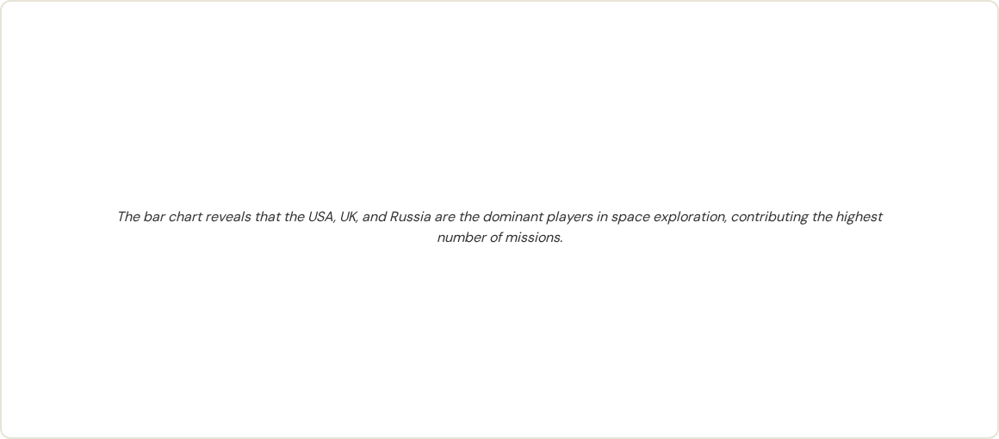 The bar chart reveals that the USA, UK, and Russia are the dominant players in space exploration, contributing the highest
number of missions.